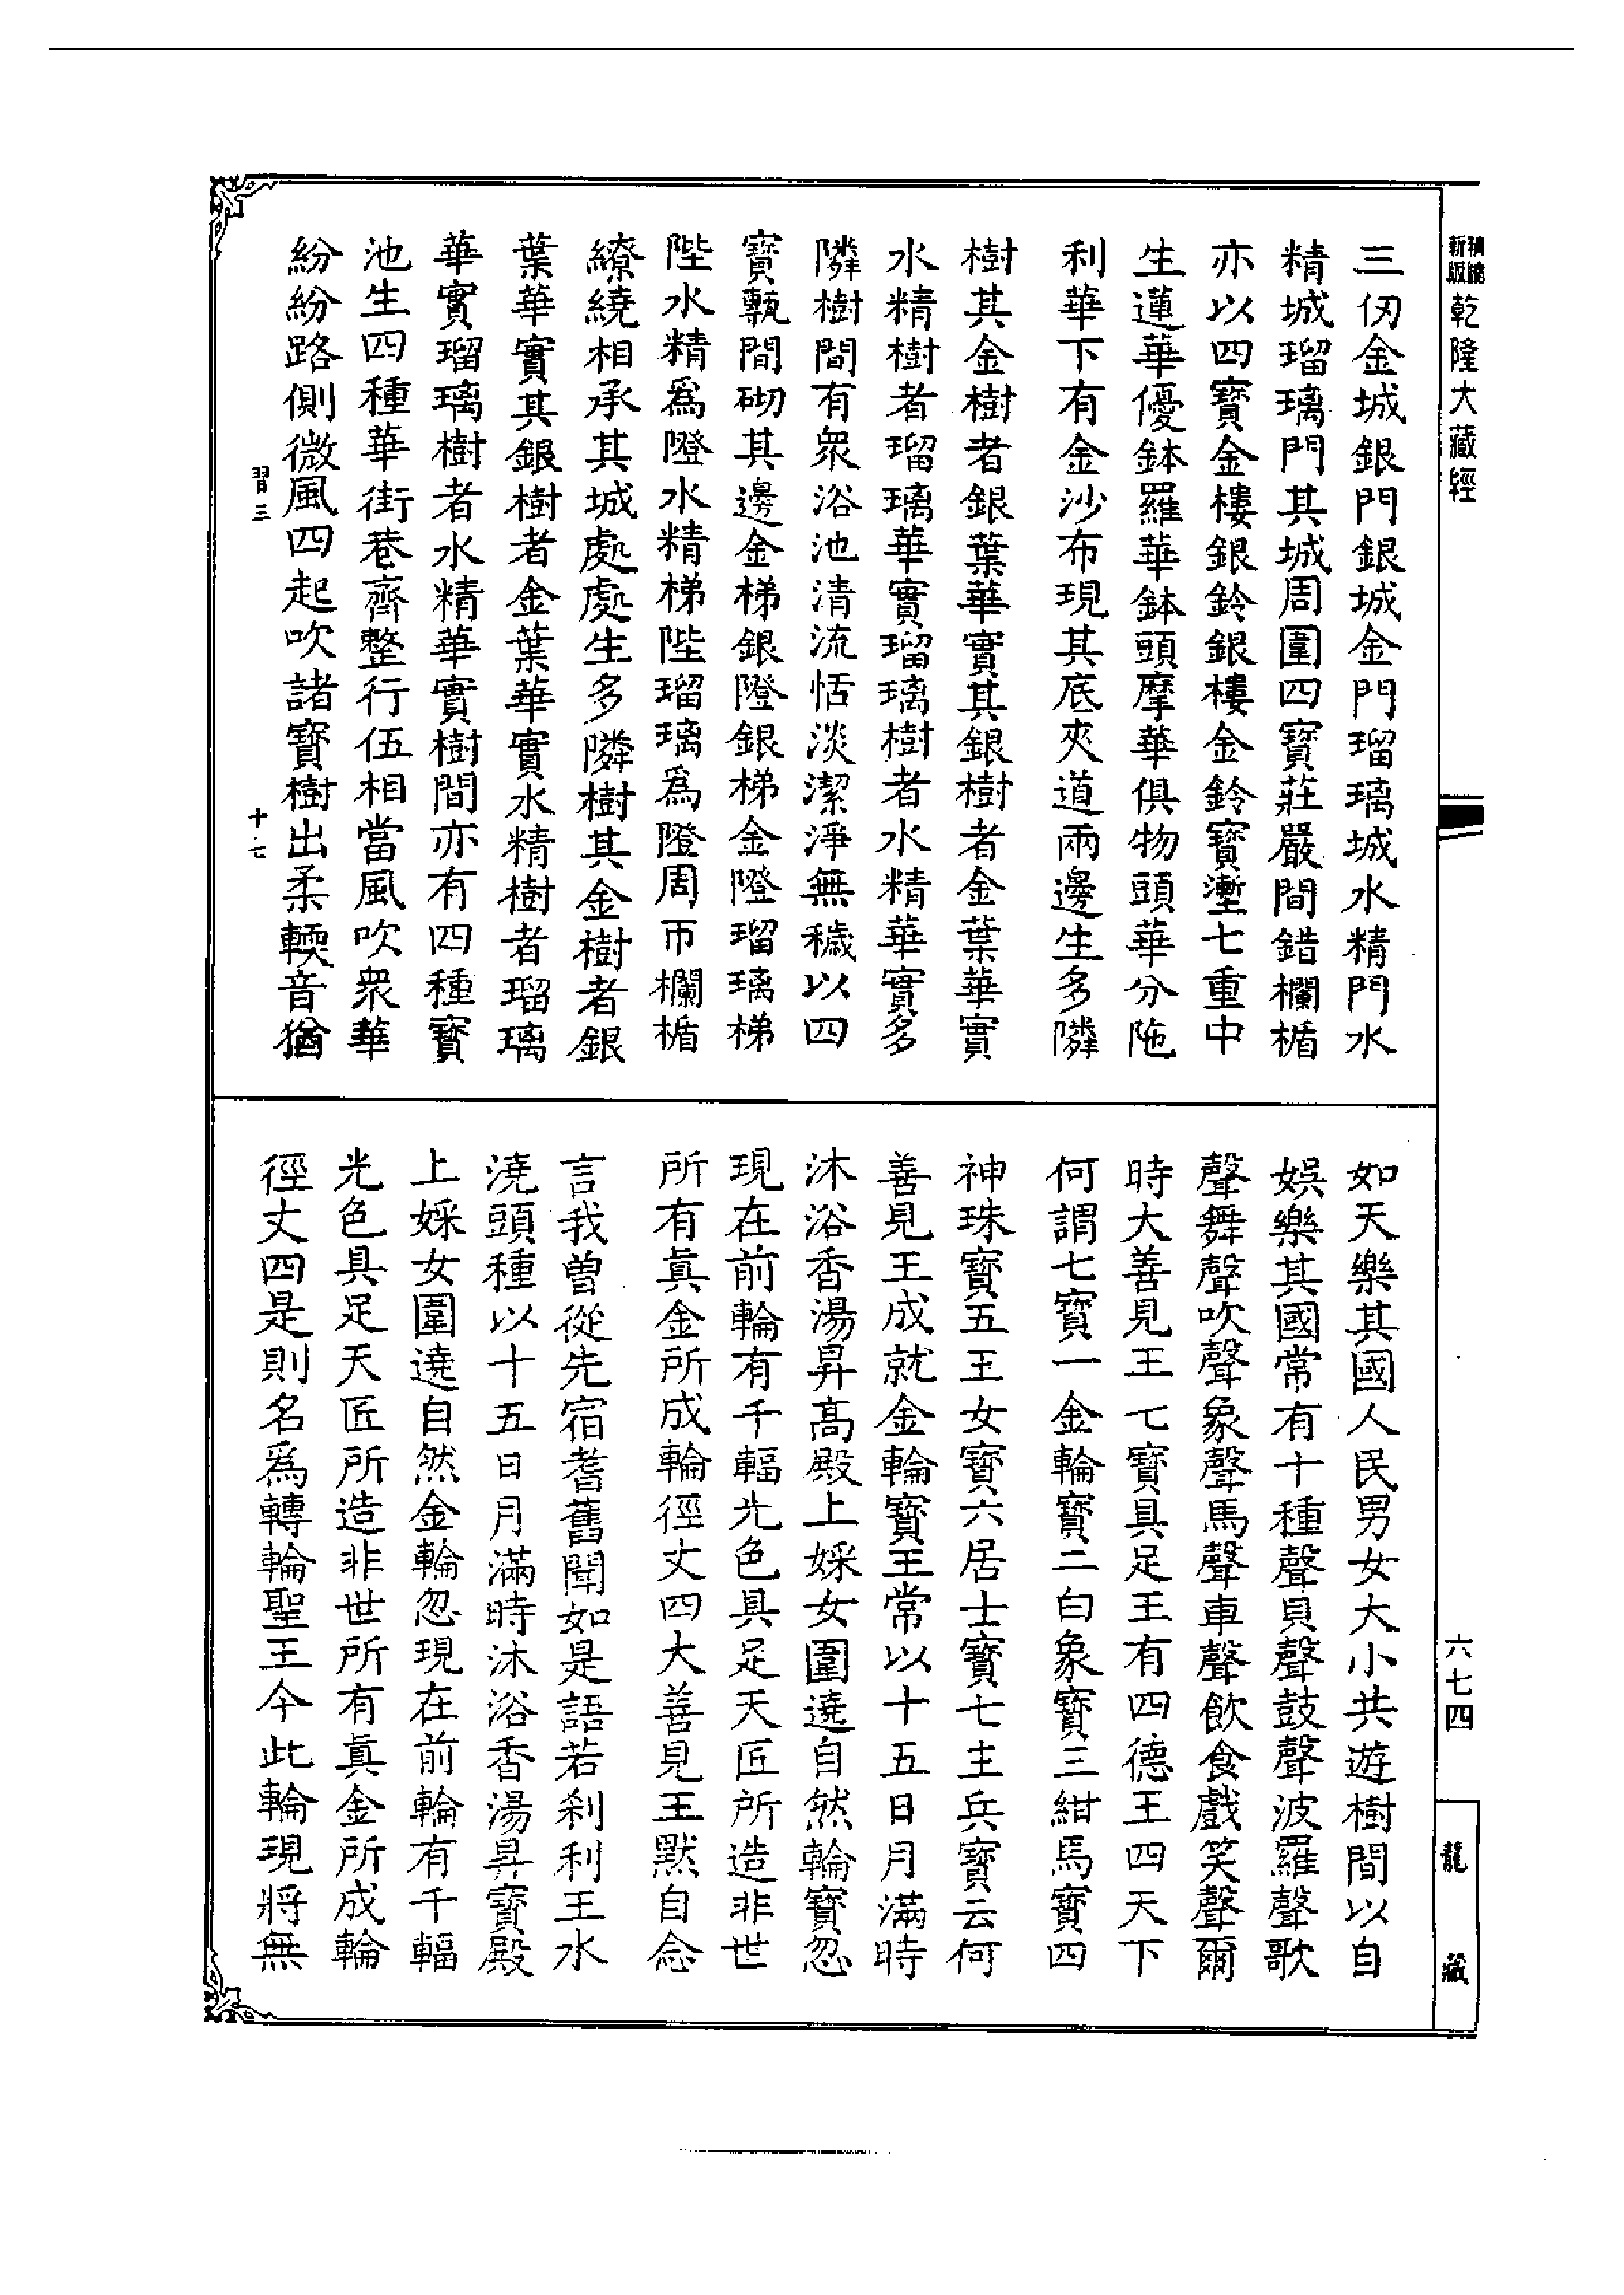 新版
乾隆大藏經
三仞金城銀門銀城金門瑠璃城水精門水
精城瑠璃門其城周圍四寶莊嚴間錯欄楯
亦以四寶金樓銀鈴銀樓金鈴寶壍七重中
生蓮華優鉢羅華鉢頭摩華俱物頭華分陁
利華下有金沙布現其底夾道兩邊生多隣
樹其金樹者銀葉華實其銀樹者金葉華實
水精樹者瑠璃華實瑠璃樹者水精華實多
隣樹間有衆浴池清流恬淡潔淨無穢以四
寶甎間砌其邊金梯銀隥銀梯金隥瑠璃梯
陛水精爲隥水精梯陛瑠璃爲隥周帀欄楯
繚繞相承其城處處生多隣樹其金樹者銀
葉華實其銀樹者金葉華實水精樹者瑠璃
華實瑠璃樹者水精華實樹間亦有四種寶
池生四種華街巷齊整行伍相當風吹衆華
紛紛路側微風四起吹諸寶樹出柔輭音猶
習三
十七
如天樂其國人民男女大小共遊樹間以自
娛樂其國常有十種聲貝聲鼓聲波羅聲歌
聲舞聲吹聲象聲馬聲車聲飲食戲笑聲爾
時大善見王七寶具足王有四德王四天下
何謂七寶一金輪寶二白象寶三紺馬寶四
神珠寶五玉女寶六居士寶七主兵寶云何
善見王成就金輪寶王常以十五日月滿時
沐浴香湯昇高殿上婇女圍遶自然輪寶忽
現在前輪有千輻光色具足天匠所造非世
所有眞金所成輪徑丈四大善見王默自念
言我曾從先宿耆舊聞如是語若剎利王水
澆頭種以十五日月滿時沐浴香湯昇寶殿
上婇女圍遶自然金輪忽現在前輪有千輻
光色具足天匠所造非世所有眞金所成輪
徑丈四是則名爲轉輪聖王今此輪現將無
六七四
龍藏